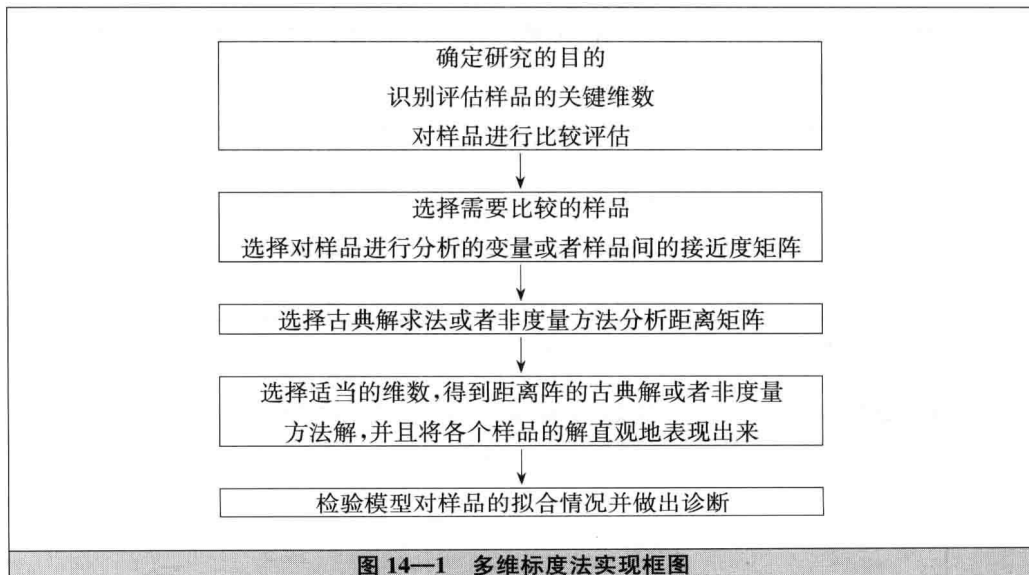 确定研究的目的
识别评估样品的关键维数
对样品进行比较评估
选择需要比较的样品
选择对样品进行分析的变量或者样品间的接近度矩阵
选择古典解求法或者非度量方法分析距离矩阵
选择适当的维数,得到距离阵的古典解或者非度量
方法解,并且将各个样品的解直观地表现出来
检验模型对样品的拟合情况并做出诊断
图 14—1 多维标度法实现框图